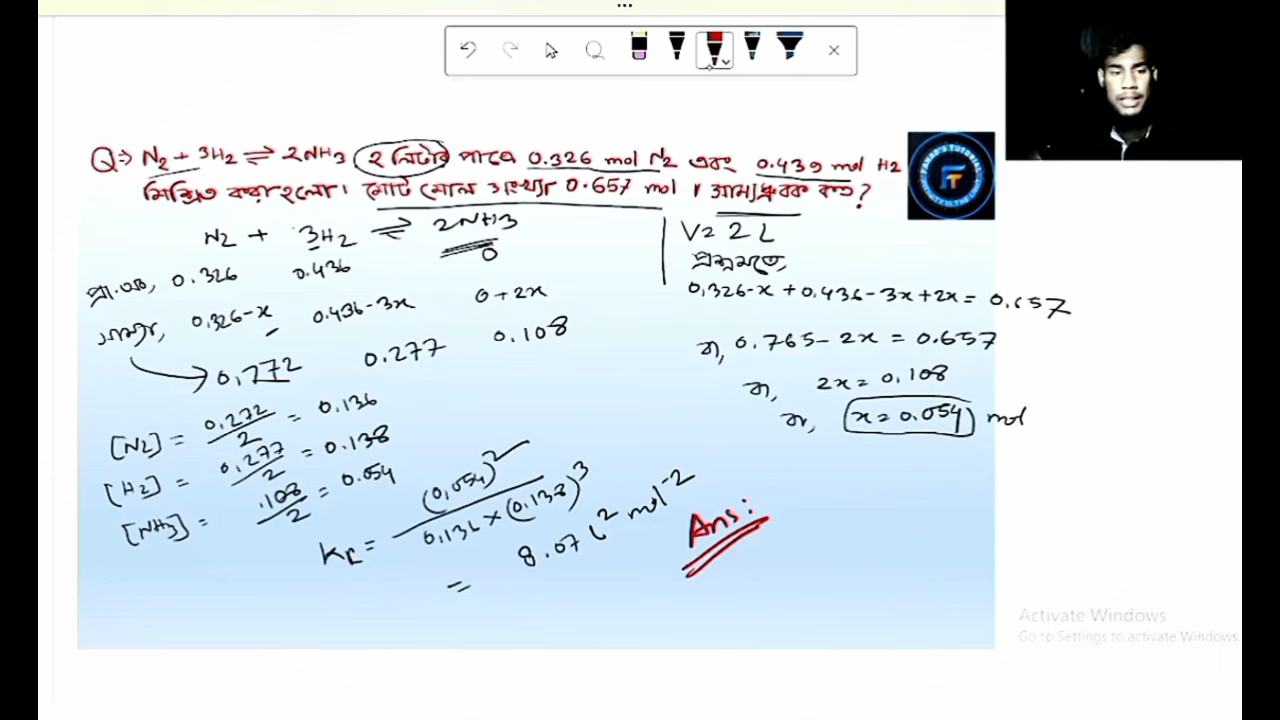 Q:→ N₂ + 3H₂ ⇌ 2NH₃ ২ লিটার পাত্রে 0.326 mol N₂ এবং 0.439 mol H₂
মিশ্রিত করা হলো। মোট মোল সংখ্যা 0.657 mol। সাম্যধ্রুবক কত?
N₂ + 3H₂ ⇌ 2NH₃
প্রা.অব, 0.326 0.436 0
0.326-x 0.436-3x 0+2x
0.272 0.277 0.108
[N₂] = 0.272/2 = 0.136
[H₂] = 0.277/2 = 0.138
[NH₃] = .108/2 = 0.054
Kc = (0.054)²/0.136×(0.138)³
= 8.07 L² mol⁻²
Ans:
V= 2 L
প্রশ্নমতে,
0.326-x+0.436-3x+2x= 0.657
বা, 0.765-2x = 0.657
বা, 2x= 0.108
বা, x=0.054 mol
Activate Windows
Go to Settings to activate Windows.